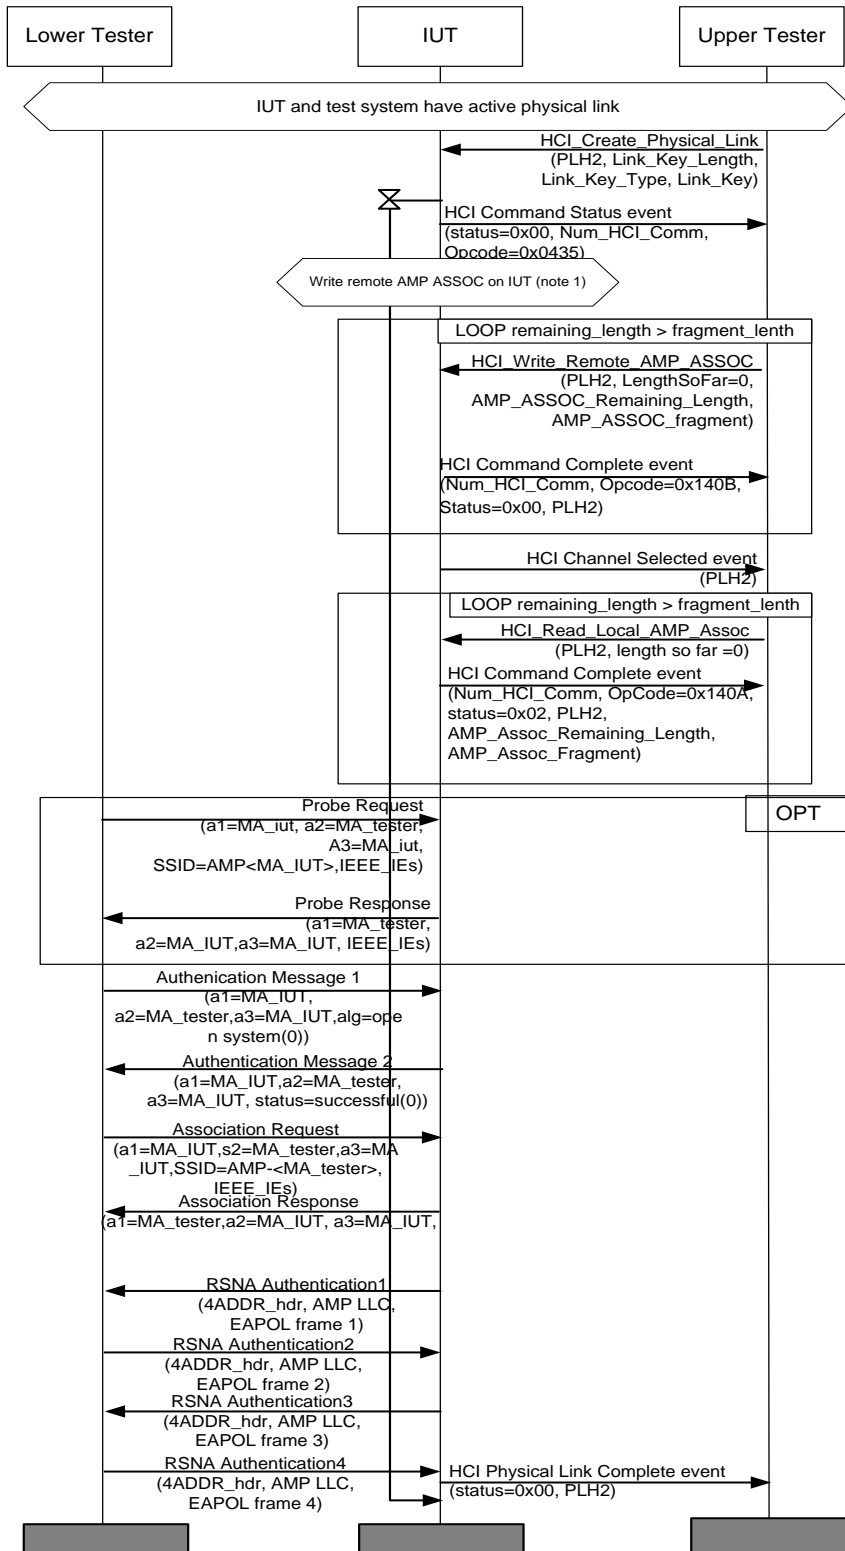 Lower Tester
IUT
Upper Tester
IUT and test system have active physical link
HCI_Create_Physical_Link
(PLH2, Link_Key_Length,
Link_Key_Type, Link_Key)
HCI Command Status event
(status=0x00, Num_HCI_Comm,
Opcode=0x0435)
Write remote AMP ASSOC on IUT (note 1)
LOOP remaining_length > fragment_lenth
HCI_Write_Remote_AMP_ASSOC
(PLH2, LengthSoFar=0,
AMP_ASSOC_Remaining_Length,
AMP_ASSOC_fragment)
HCI Command Complete event
(Num_HCI_Comm, Opcode=0x140B,
Status=0x00, PLH2)
HCI Channel Selected event
(PLH2)
LOOP remaining_length > fragment_lenth
HCI_Read_Local_AMP_Assoc
(PLH2, length so far =0)
HCI Command Complete event
(Num_HCI_Comm, OpCode=0x140A,
status=0x02, PLH2,
AMP_Assoc_Remaining_Length,
AMP_Assoc_Fragment)
OPT
Probe Request
(a1=MA_iut, a2=MA_tester,
A3=MA_iut,
SSID=AMP<MA_IUT>,IEEE_IEs)
Probe Response
(a1=MA_tester,
a2=MA_IUT,a3=MA_IUT, IEEE_IEs)
Authenication Message 1
(a1=MA_IUT,
a2=MA_tester,a3=MA_IUT,alg=ope
n system(0))
Authentication Message 2
(a1=MA_IUT,a2=MA_tester,
a3=MA_IUT, status=successful(0))
Association Request
(a1=MA_IUT,s2=MA_tester,a3=MA
_IUT,SSID=AMP-<MA_tester>,
IEEE_IEs)
Association Response
(a1=MA_tester,a2=MA_IUT, a3=MA_IUT,
RSNA Authentication1
(4ADDR_hdr, AMP LLC,
EAPOL frame 1)
RSNA Authentication2
(4ADDR_hdr, AMP LLC,
EAPOL frame 2)
RSNA Authentication3
(4ADDR_hdr, AMP LLC,
EAPOL frame 3)
RSNA Authentication4
(4ADDR_hdr, AMP LLC,
EAPOL frame 4)
HCI Physical Link Complete event
(status=0x00, PLH2)